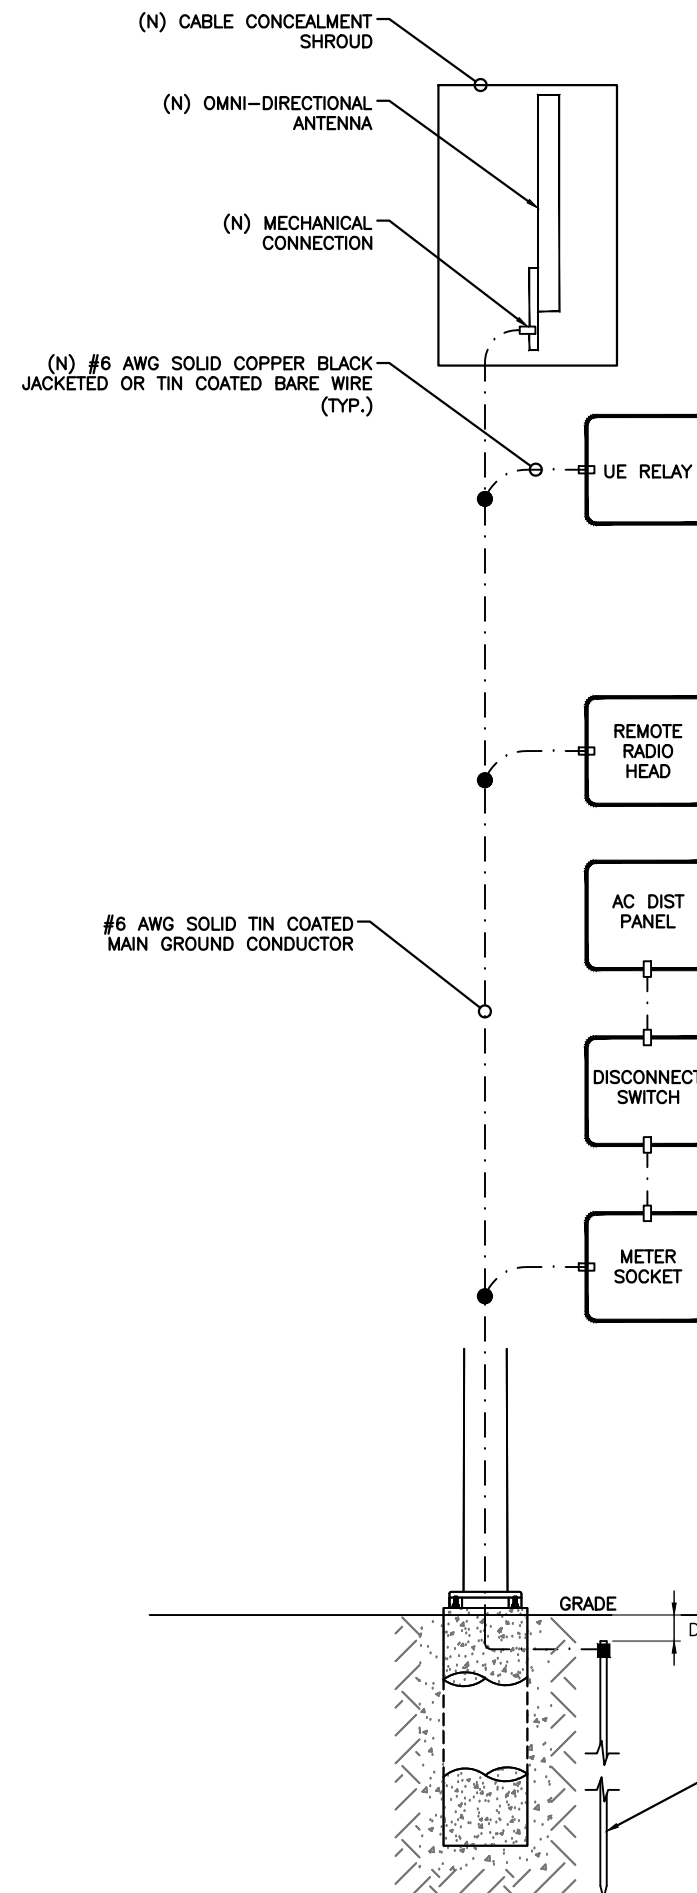 (N) CABLE CONCEALMENT
SHROUD
(N) OMNI-DIRECTIONAL
ANTENNA
(N) MECHANICAL
CONNECTION
(N) #6 AWG SOLID COPPER BLACK
JACKETED OR TIN COATED BARE WIRE
(TYP.)
UE RELAY
REMOTE
RADIO
HEAD
AC DIST
PANEL
#6 AWG SOLID TIN COATED
MAIN GROUND CONDUCTOR
DISCONNECT
SWITCH
METER
SOCKET
GRADE